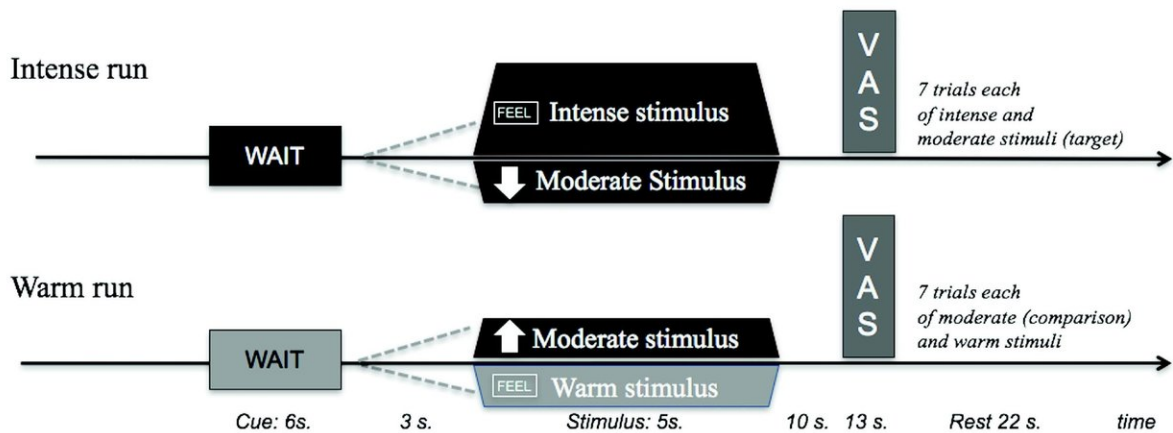 Intense run
WAIT
FEEL Intense stimulus
Moderate Stimulus
VAS
7 trials each
of intense and
moderate stimuli (target)
Warm run
WAIT
Moderate stimulus
FEEL Warm stimulus
VAS
7 trials each
of moderate (comparison)
and warm stimuli
Cue: 6s. 3 s. Stimulus: 5s. 10 s. 13 s. Rest 22 s. time